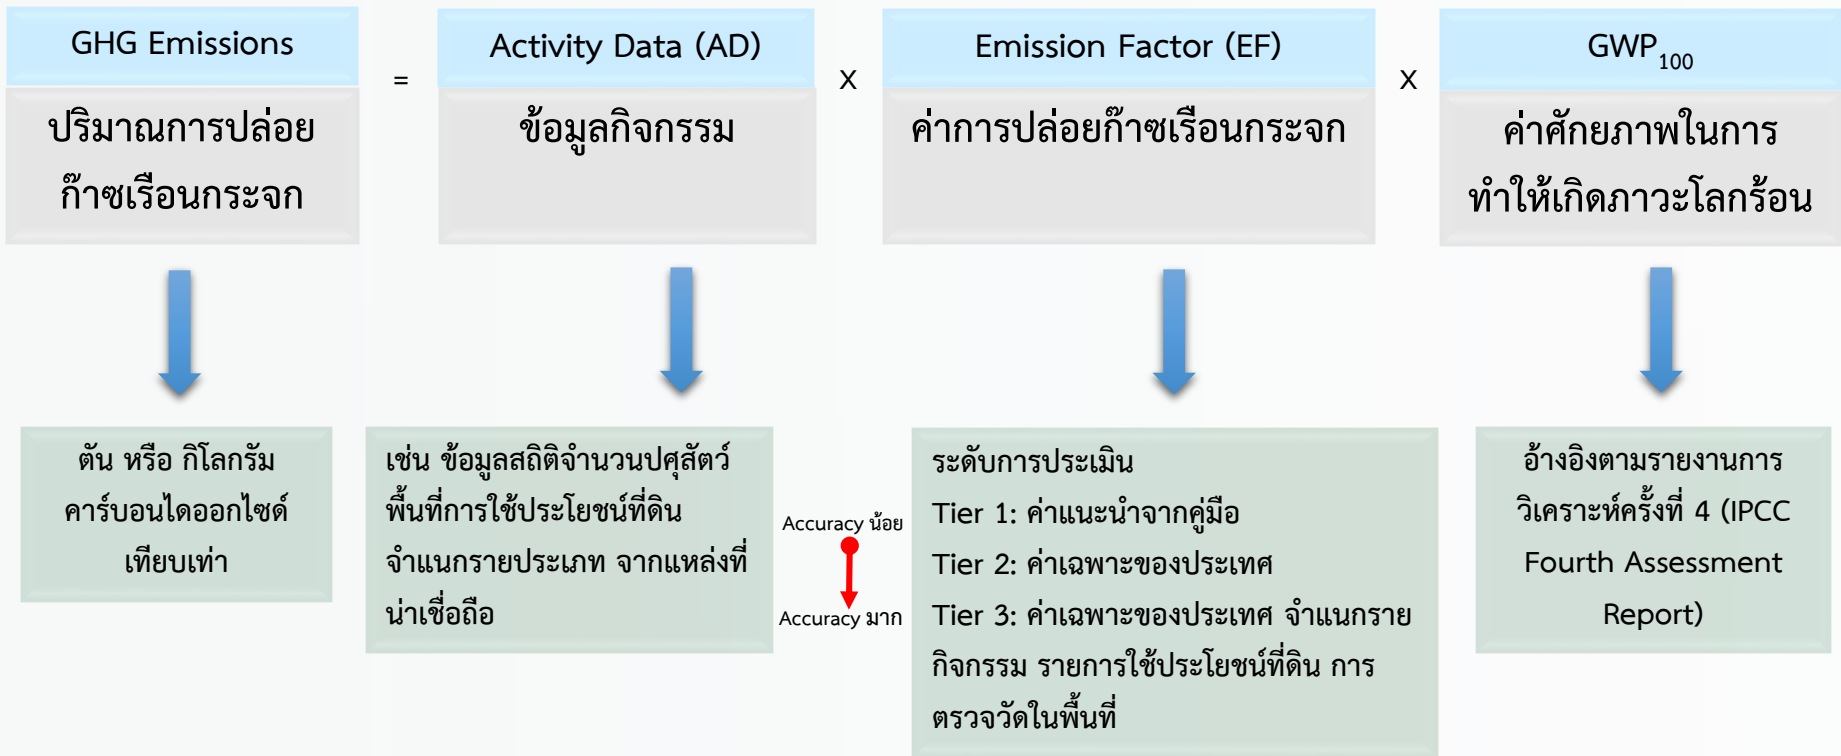 GHG Emissions
ปริมาณการปล่อย
ก๊าซเรือนกระจก
=
Activity Data (AD)
ข้อมูลกิจกรรม
X
Emission Factor (EF)
ค่าการปล่อยก๊าซเรือนกระจก
X
GWP100
ค่าศักยภาพในการ
ทำให้เกิดภาวะโลกร้อน
ตัน หรือ กิโลกรัม
คาร์บอนไดออกไซด์
เทียบเท่า
เช่น ข้อมูลสถิติจำนวนปศุสัตว์
พื้นที่การใช้ประโยชน์ที่ดิน
จำแนกรายประเภท จากแหล่งที่
น่าเชื่อถือ
Accuracy น้อย
Accuracy มาก
ระดับการประเมิน
Tier 1: ค่าแนะนำจากคู่มือ
Tier 2: ค่าเฉพาะของประเทศ
Tier 3: ค่าเฉพาะของประเทศ จำแนกราย
กิจกรรม รายการใช้ประโยชน์ที่ดิน การ
ตรวจวัดในพื้นที่
อ้างอิงตามรายงานการ
วิเคราะห์ครั้งที่ 4 (IPCC
Fourth Assessment
Report)